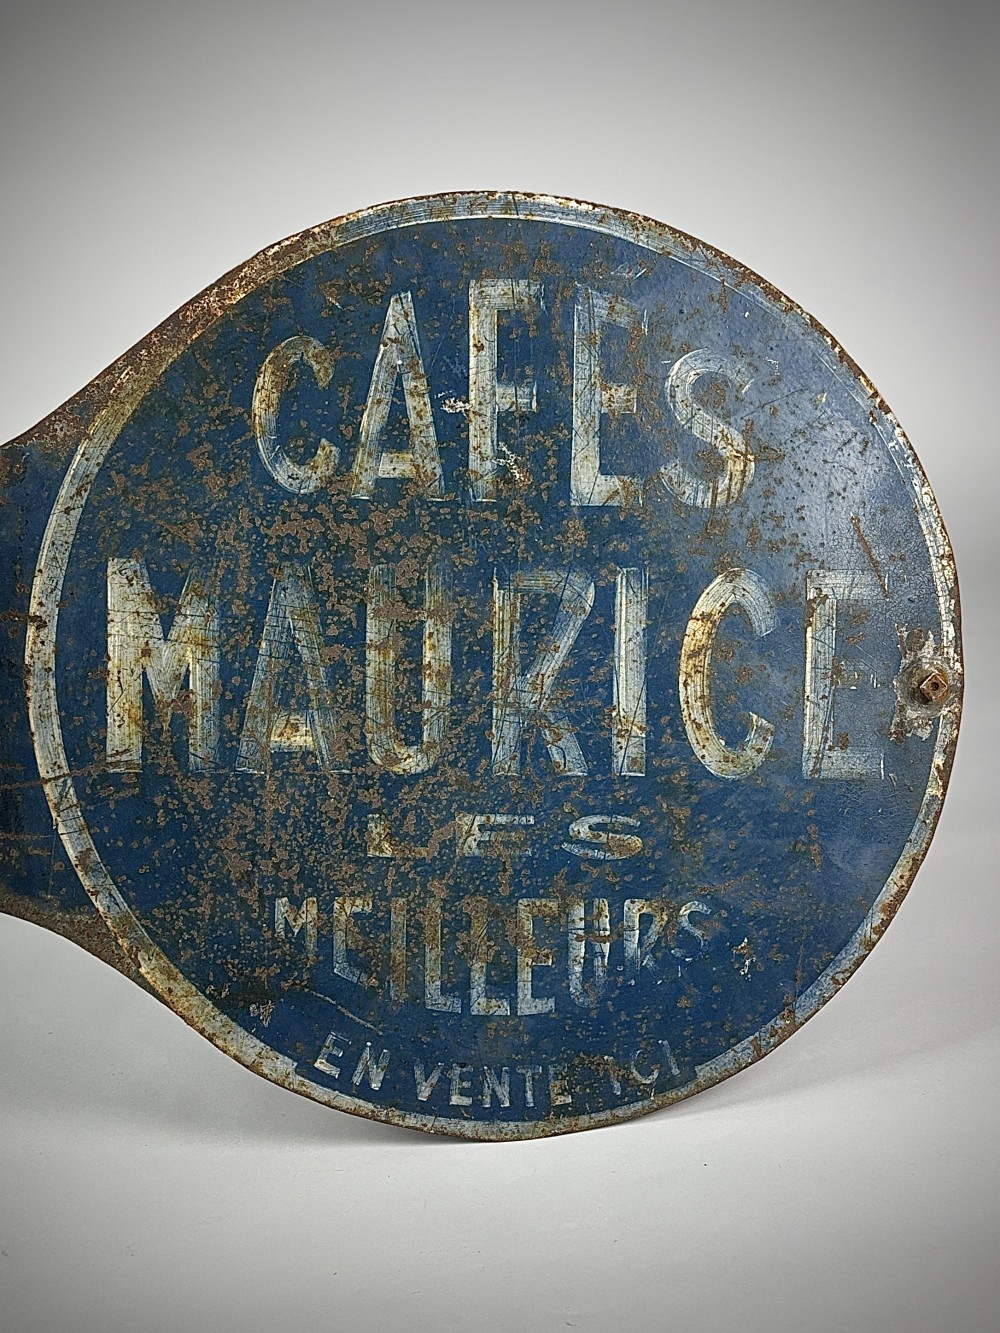 CAFÉS
MAURICE
LES
MEILLEURS
EN VENTE ICI